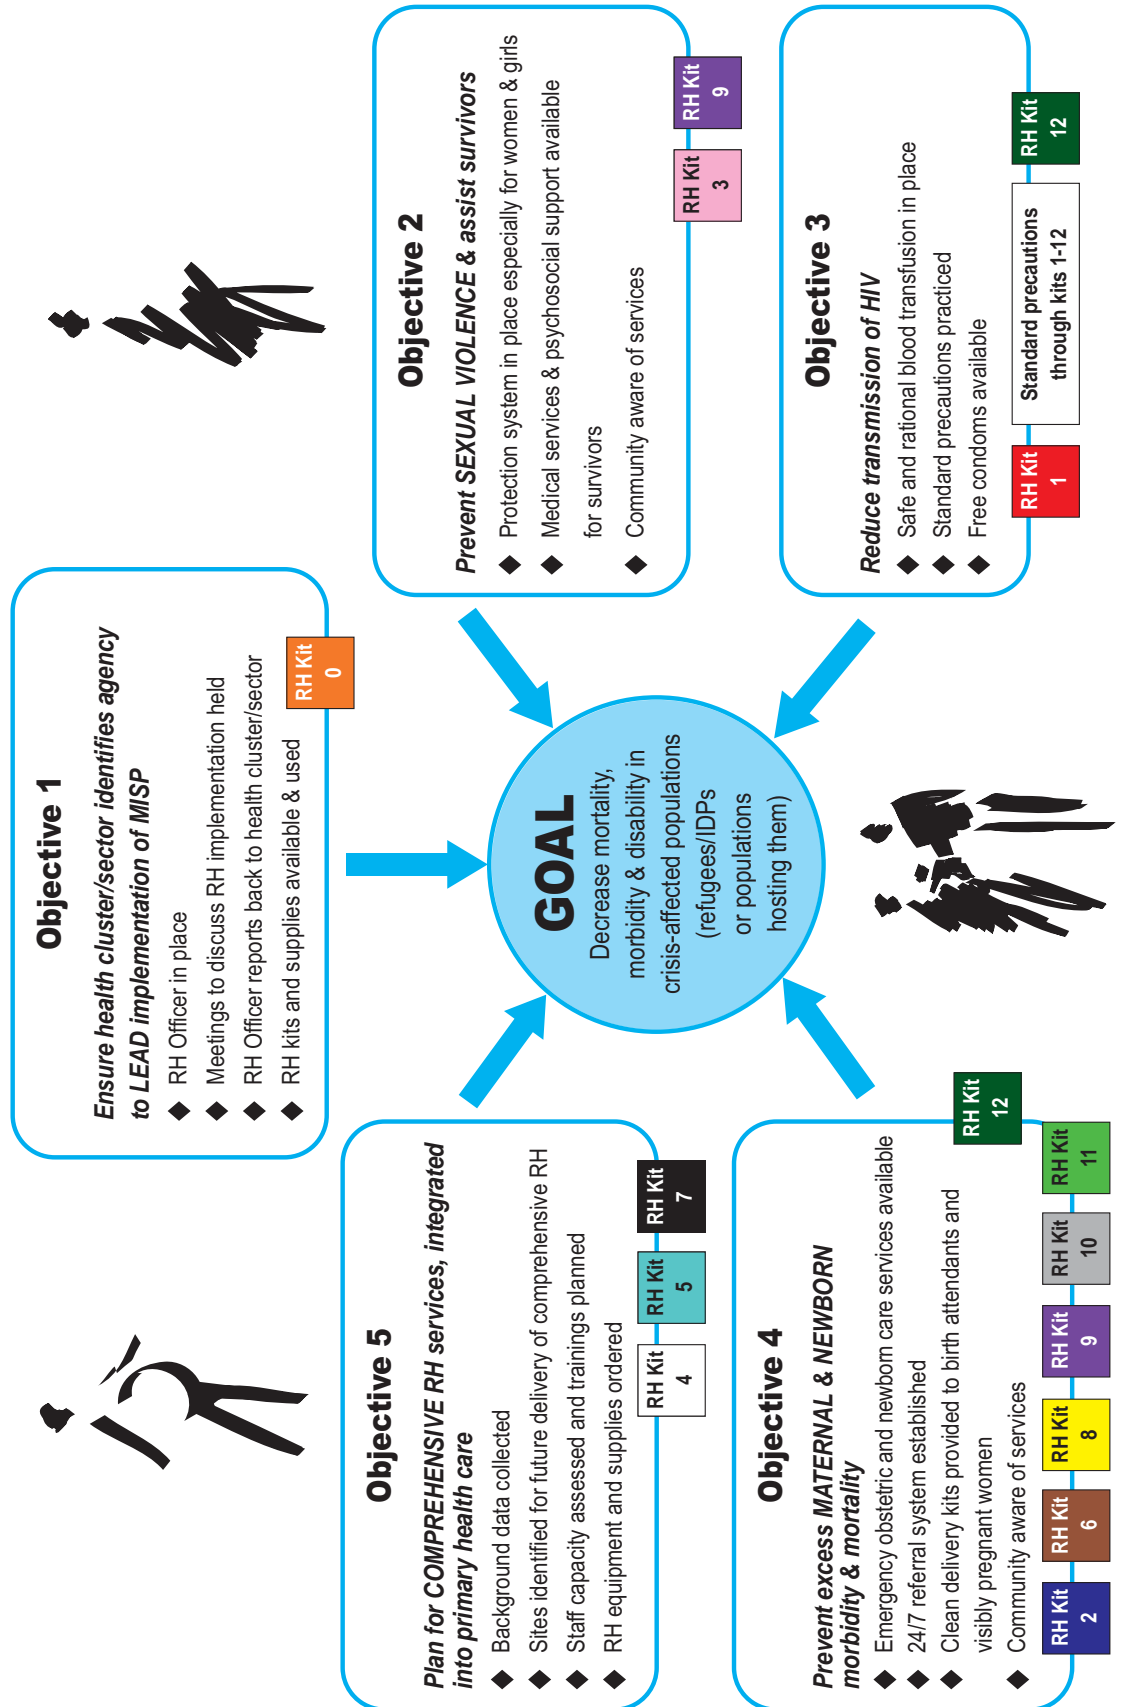 Objective 1
Ensure health cluster/sector identifies agency
to LEAD implementation of MISP
◆ RH Officer in place
◆ Meetings to discuss RH implementation held
◆ RH Officer reports back to health cluster/sector
◆ RH kits and supplies available & used
RH Kit
0
Objective 5
Plan for COMPREHENSIVE RH services, integrated
into primary health care
◆ Background data collected
◆ Sites identified for future delivery of comprehensive RH
◆ Staff capacity assessed and trainings planned
◆ RH equipment and supplies ordered
RH Kit
4
RH Kit
5
RH Kit
7
GOAL
Decrease mortality,
morbidity & disability in
crisis-affected populations
(refugees/IDPs
or populations
hosting them)
Objective 2
Prevent SEXUAL VIOLENCE & assist survivors
◆ Protection system in place especially for women & girls
◆ Medical services & psychosocial support available
for survivors
◆ Community aware of services
RH Kit
3
RH Kit
9
Objective 4
Prevent excess MATERNAL & NEWBORN
morbidity & mortality
◆ Emergency obstetric and newborn care services available
◆ 24/7 referral system established
◆ Clean delivery kits provided to birth attendants and
visibly pregnant women
◆ Community aware of services
RH Kit
12
RH Kit
2
RH Kit
6
RH Kit
8
RH Kit
9
RH Kit
10
RH Kit
11
Objective 3
Reduce transmission of HIV
◆ Safe and rational blood transfusion in place
◆ Standard precautions practiced
◆ Free condoms available
RH Kit
1
Standard precautions
through kits 1-12
RH Kit
12